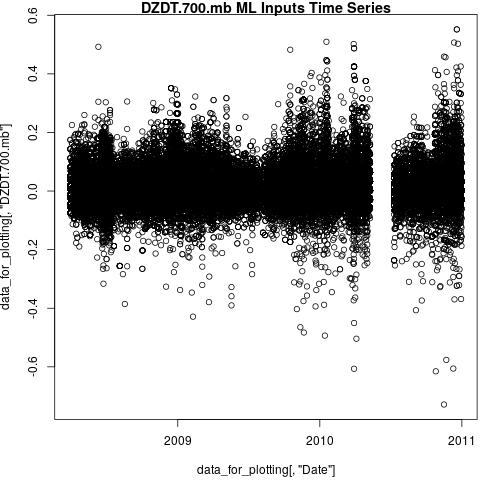 DZDT.700.mb ML Inputs Time Series
data_for_plotting[, "DZDT.700.mb"]
0.6
0.4
0.2
0.0
-0.2
-0.4
-0.6
2009 2010 2011
data_for_plotting[, "Date"]